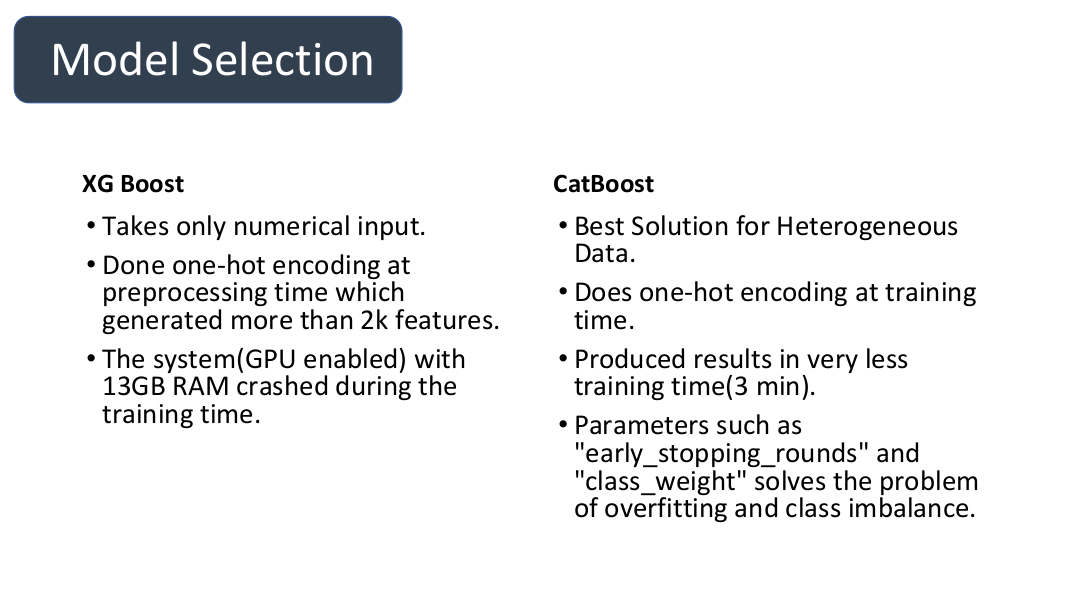 Model Selection
XG Boost
• Takes only numerical input.
• Done one-hot encoding at
preprocessing time which
generated more than 2k features.
• The system(GPU enabled) with
13GB RAM crashed during the
training time.
CatBoost
• Best Solution for Heterogeneous
Data.
• Does one-hot encoding at training
time.
• Produced results in very less
training time(3 min).
• Parameters such as
"early_stopping_rounds" and
"class_weight" solves the problem
of overfitting and class imbalance.